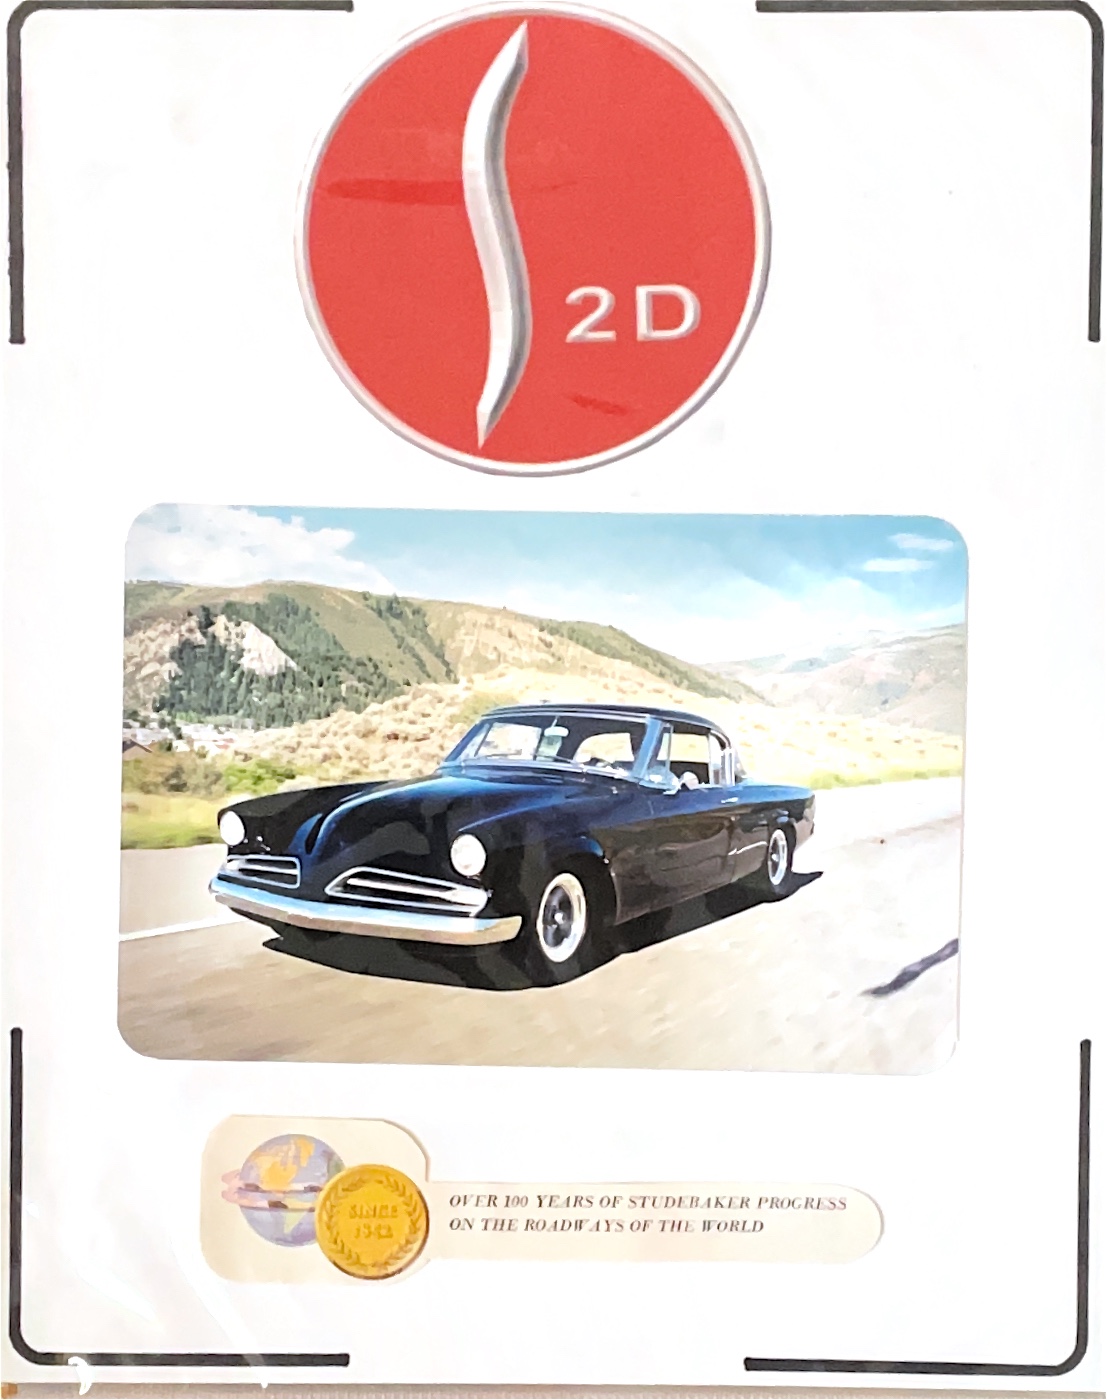 2D
OVER 100 YEARS OF STUDEBAKER PROGRESS
ON THE ROADWAYS OF THE WORLD
SINCE